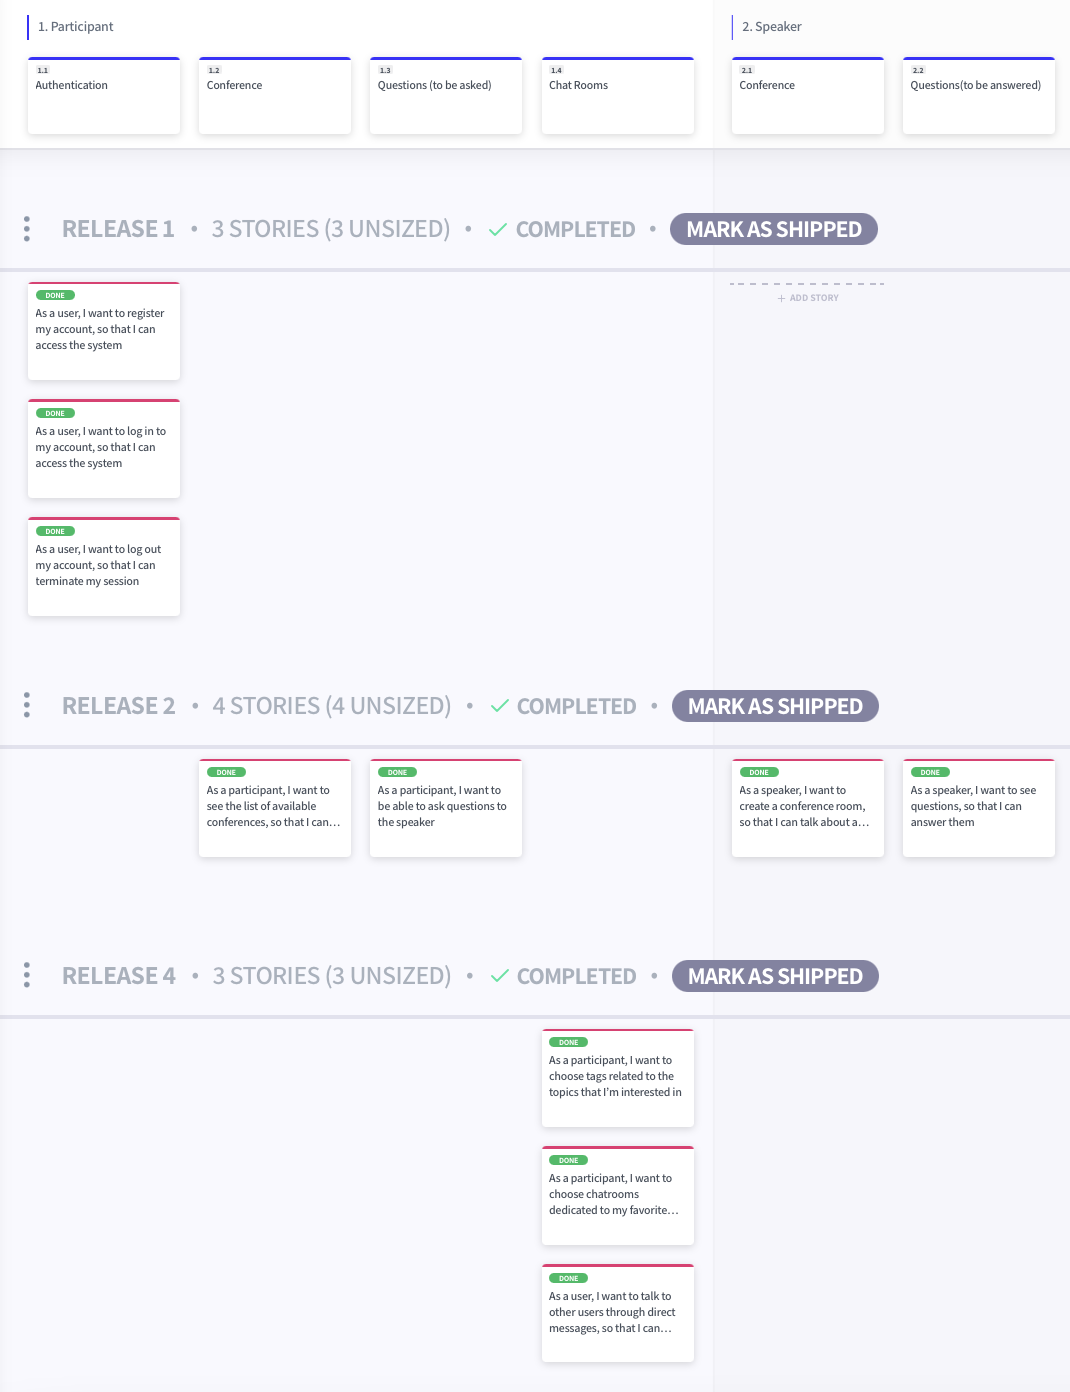 1. Participant
2. Speaker
1.1
Authentication
1.2
Conference
1.3
Questions (to be asked)
1.4
Chat Rooms
2.1
Conference
2.2
Questions(to be answered)
RELEASE 1 • 3 STORIES (3 UNSIZED) • COMPLETED • MARK AS SHIPPED
DONE
As a user, I want to register
my account, so that I can
access the system
+ ADD STORY
DONE
As a user, I want to log in to
my account, so that I can
access the system
DONE
As a user, I want to log out
my account, so that I can
terminate my session
RELEASE 2 • 4 STORIES (4 UNSIZED) • COMPLETED • MARK AS SHIPPED
DONE
As a participant, I want to
see the list of available
conferences, so that I can...
DONE
As a participant, I want to
be able to ask questions to
the speaker
DONE
As a speaker, I want to
create a conference room,
so that I can talk about a...
DONE
As a speaker, I want to see
questions, so that I can
answer them
RELEASE 4 • 3 STORIES (3 UNSIZED) • COMPLETED • MARK AS SHIPPED
DONE
As a participant, I want to
choose tags related to the
topics that I'm interested in
DONE
As a participant, I want to
choose chatrooms
dedicated to my favorite...
DONE
As a user, I want to talk to
other users through direct
messages, so that I can...